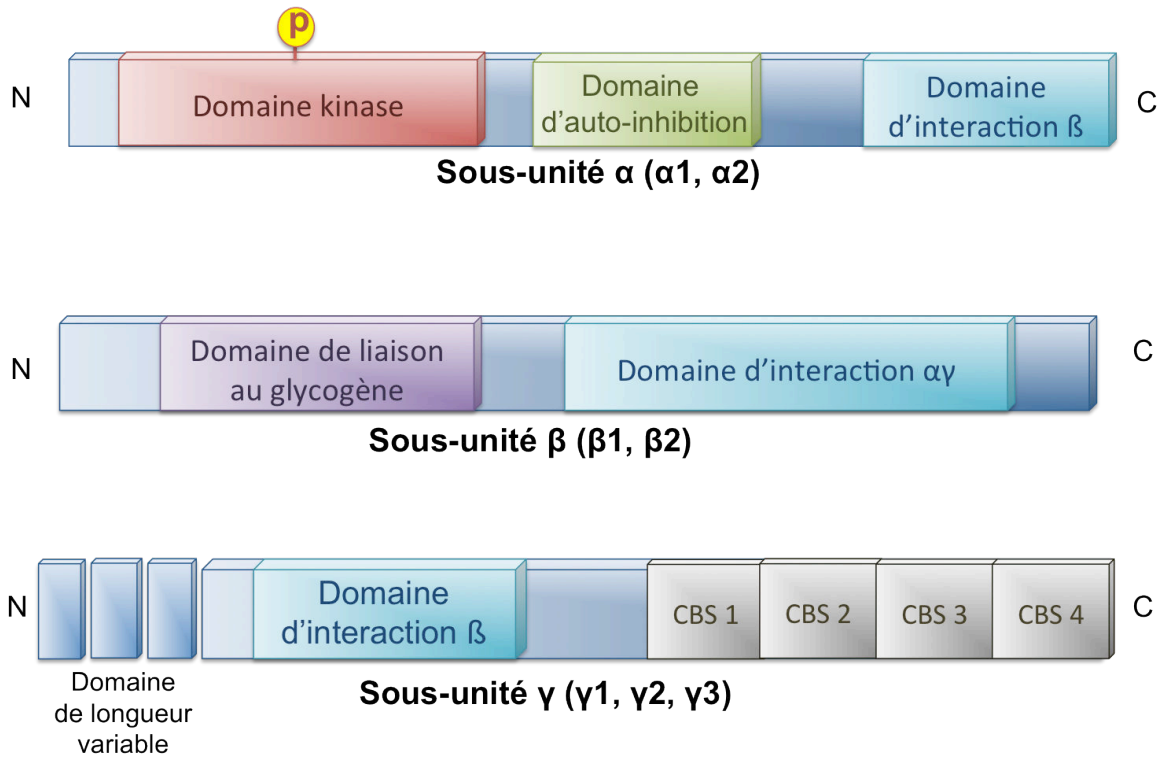 p
N
Domaine kinase
Domaine
d'auto-inhibition
Domaine
d'interaction ß
C
Sous-unité α (α1, α2)
N
Domaine de liaison
au glycogène
Domaine d'interaction αγ
C
Sous-unité β (β1, β2)
N
Domaine
d'interaction ß
CBS 1
CBS 2
CBS 3
CBS 4
C
Domaine
de longueur
variable
Sous-unité γ (γ1, γ2, γ3)